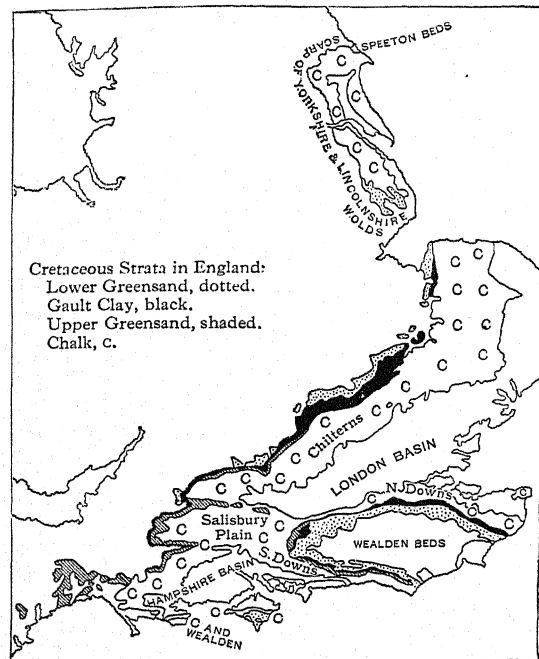 SPEETON BEDS
SCARP OF YORKSHIRE & LINCOLNSHIRE
WOLDS
C
C
C
C
C
C
C
Cretaceous Strata in England:
Lower Greensand, dotted.
Gault Clay, black.
Upper Greensand, shaded.
Chalk, C.
C C
C C
C C
C C
C
C
C
C
Chilterns
C
C
C
C C
LONDON BASIN
C N. Downs C
C
C
Salisbury
Plain
C
C
C
C
WEALDEN BEDS
S. Downs
C
C
C
HAMPSHIRE BASIN
C
C
C
C
C
AND
WEALDEN